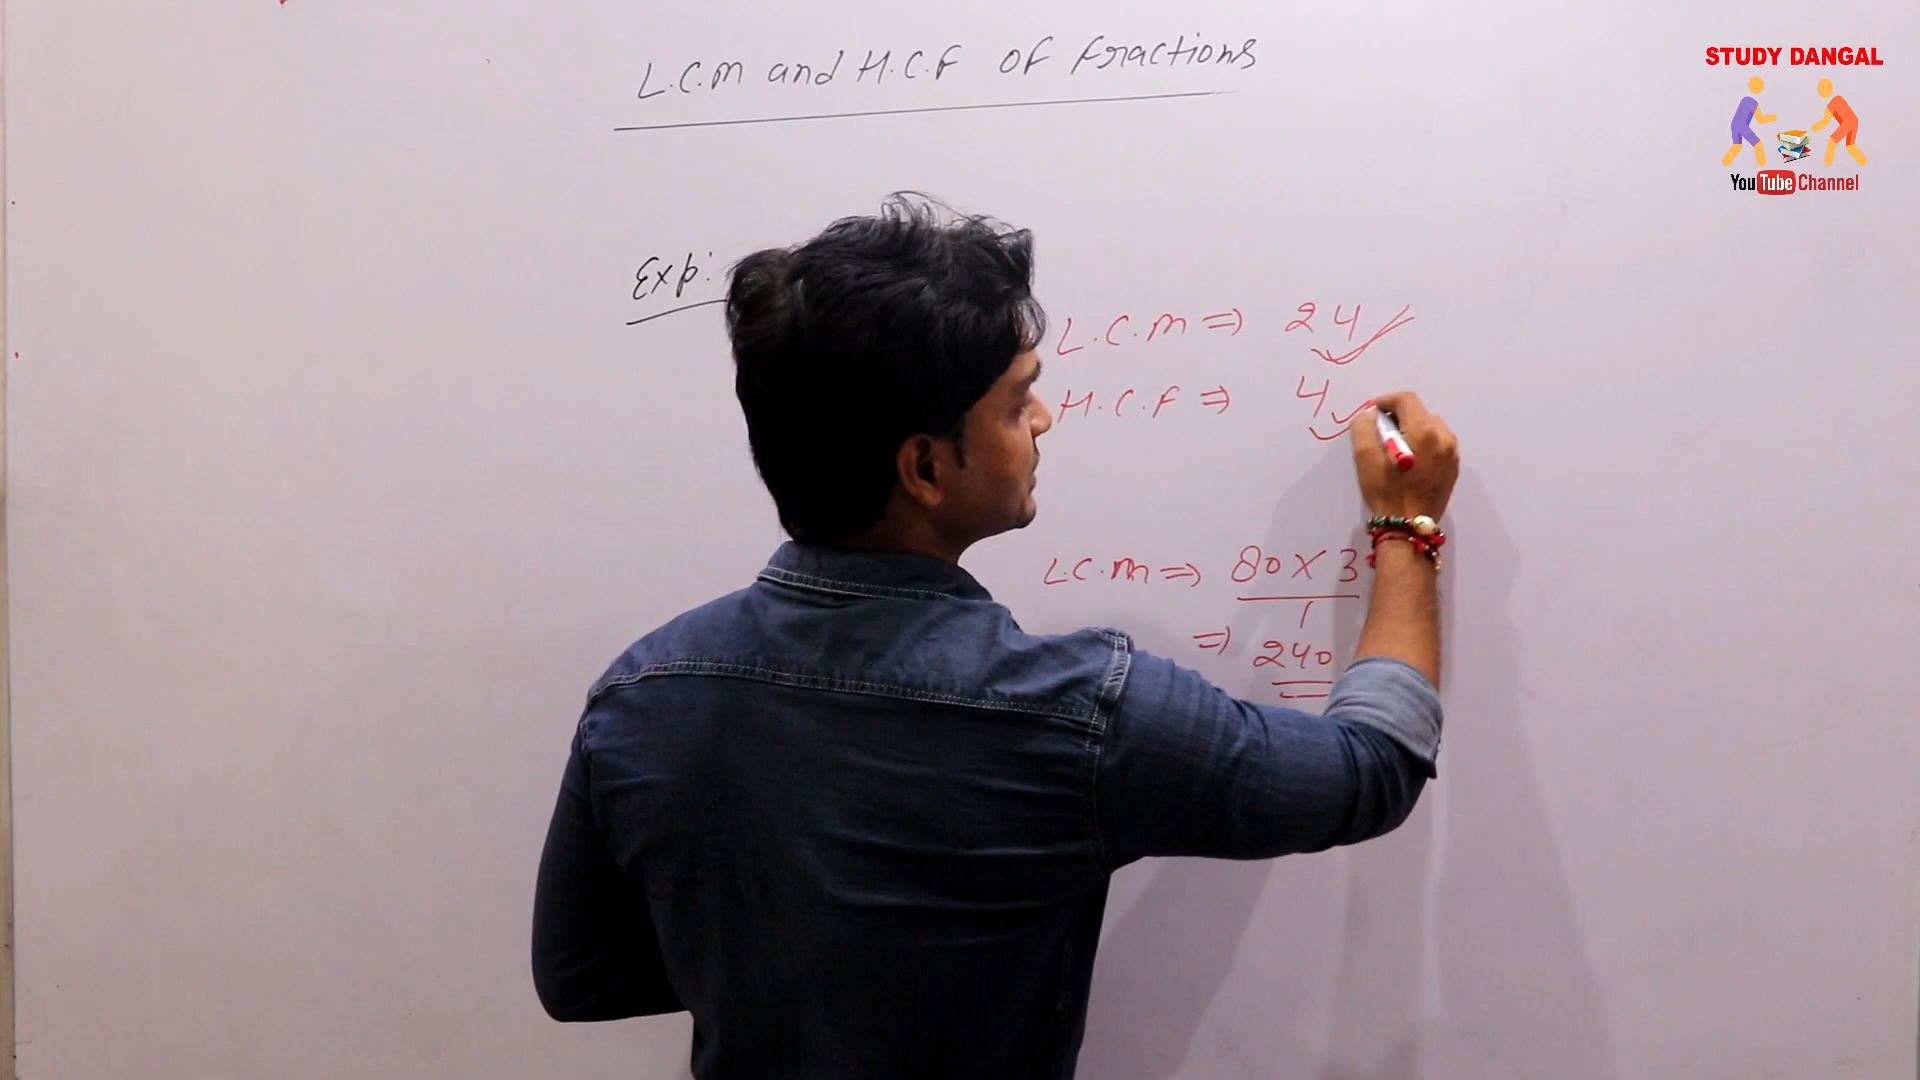 L.C.M and H.C.F OF fractions
STUDY DANGAL
YouTube Channel
Exp:
L.C.M ⇒ 24
H.C.F ⇒ 4
L.C.M ⇒ 80 X 3
1
⇒ 240